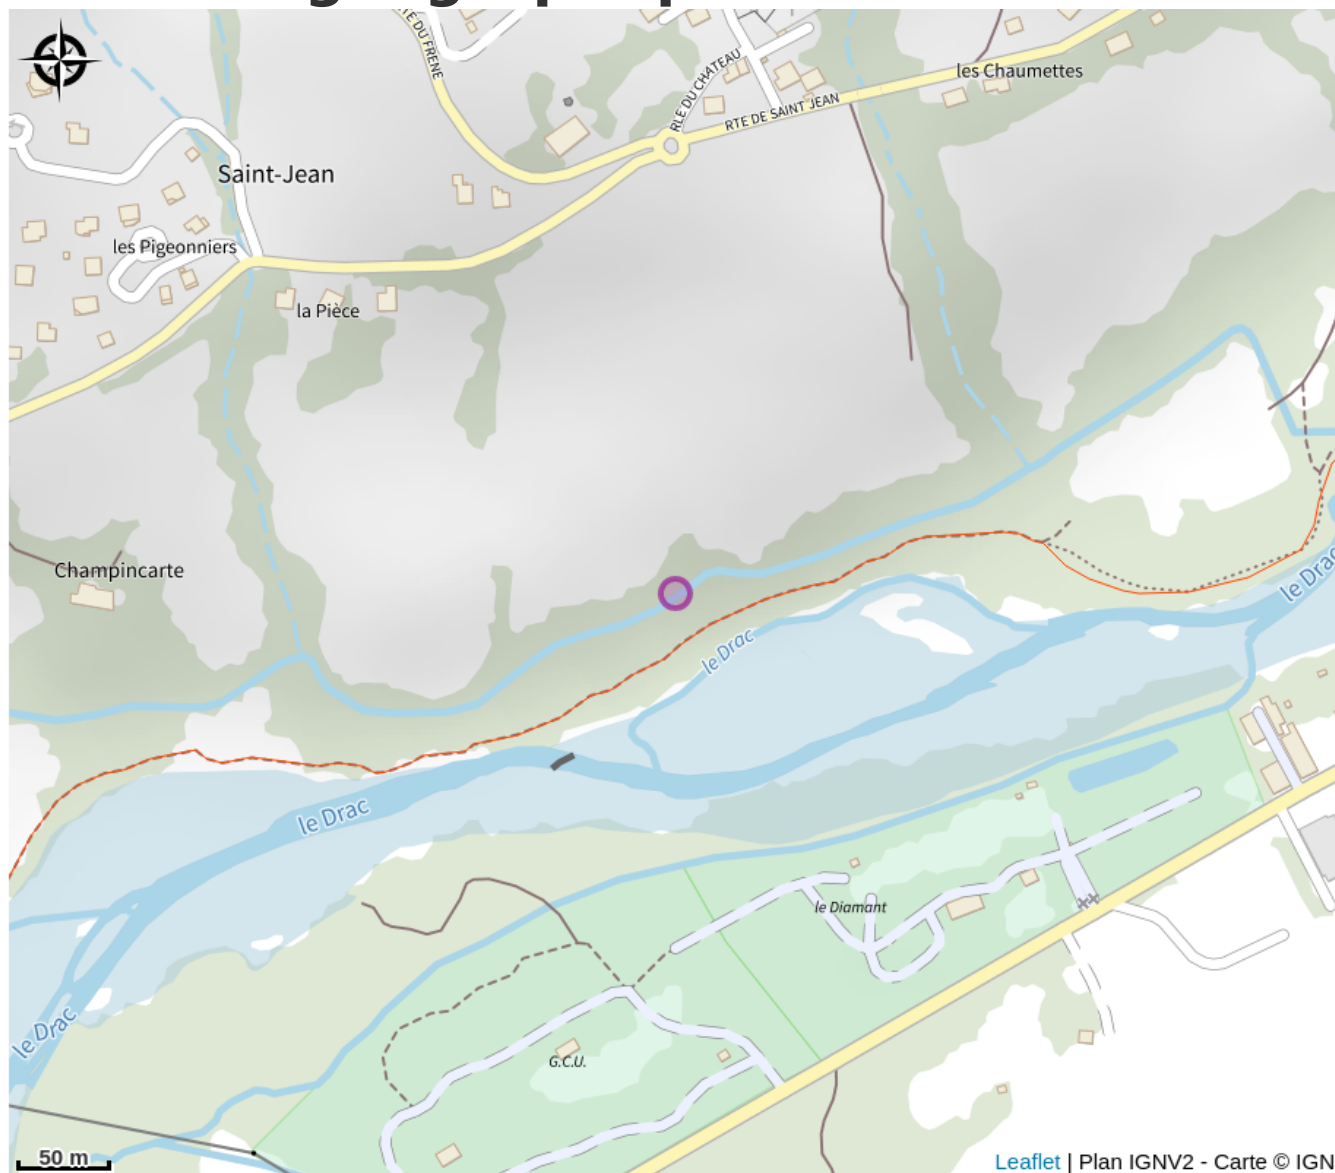 RTE DU FRENE
RLE DU CHATEAU
les Chaumettes
RTE DE SAINT JEAN
Saint-Jean
les Pigeonniers
la Pièce
Champincarte
le Drac
le Drac
le Drac
le Diamant
le Drac
G.C.U.
50 m
Leaflet | Plan IGNV2 - Carte © IGN